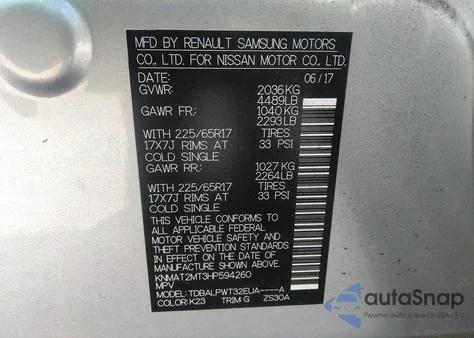 MFD BY RENAULT SAMSUNG MOTORS
CO., LTD. FOR NISSAN MOTOR CO., LTD.
DATE: 06/17
GVWR: 2036KG
4489LB
GAWR FR: 1040KG
2293LB
WITH 225/65R17 TIRES
17X7J RIMS AT 33 PSI
COLD SINGLE
GAWR RR: 1027KG
2264LB
WITH 225/65R17 TIRES
17X7J RIMS AT 33 PSI
COLD SINGLE
THIS VEHICLE CONFORMS TO
ALL APPLICABLE FEDERAL
MOTOR VEHICLE SAFETY AND
THEFT PREVENTION STANDARDS
IN EFFECT ON THE DATE OF
MANUFACTURE SHOWN ABOVE.
KNMAT2MT3HP594260
MPV
MODEL: TDBALPWT32EUA----A
COLOR: K23 TRIM: G ZS30A
autoSnap
Pewne auta z USA i